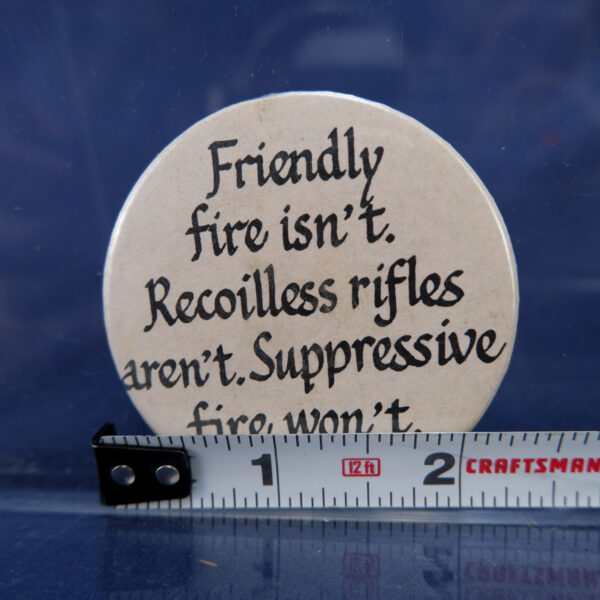 Friendly
fire isn't.
Recoilless rifles
aren't. Suppressive
fire won't.
1 12 ft 2 CRAFTSMAN